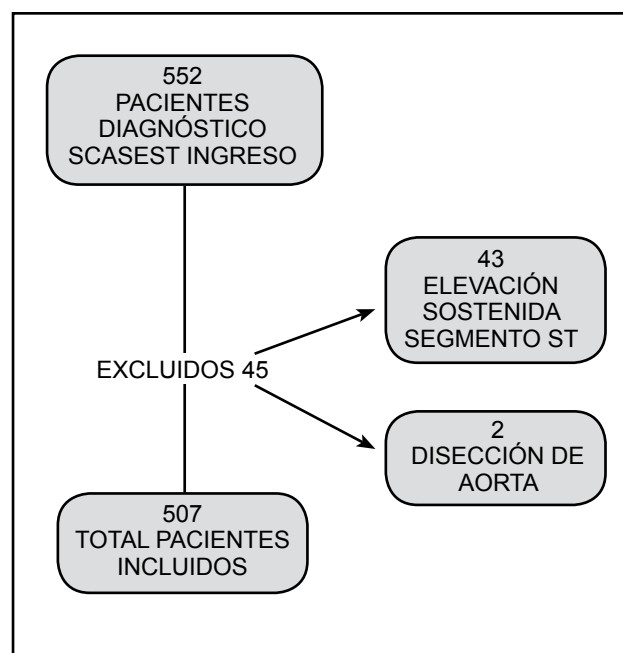 552
PACIENTES
DIAGNÓSTICO
SCASEST INGRESO
43
ELEVACIÓN
SOSTENIDA
SEGMENTO ST
EXCLUIDOS 45
2
DISECCIÓN DE
AORTA
507
TOTAL PACIENTES
INCLUIDOS